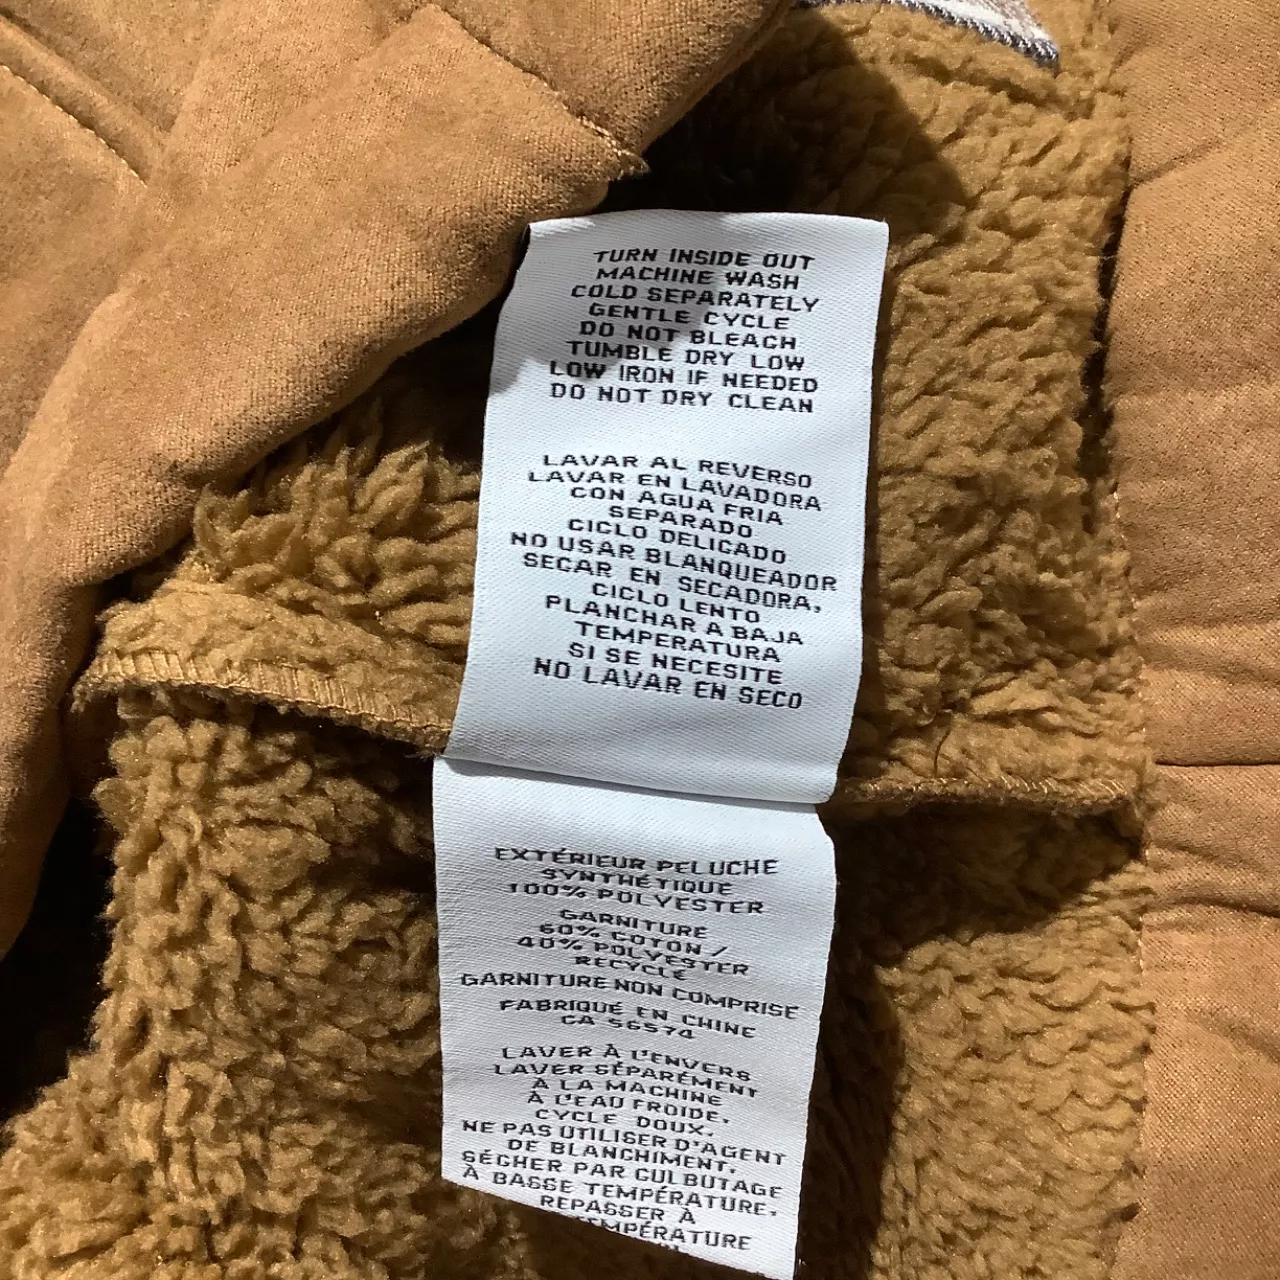 TURN INSIDE OUT
MACHINE WASH
COLD SEPARATELY
GENTLE CYCLE
DO NOT BLEACH
TUMBLE DRY LOW
LOW IRON IF NEEDED
DO NOT DRY CLEAN
LAVAR AL REVERSO
LAVAR EN LAVADORA
CON AGUA FRIA
SEPARADO
CICLO DELICADO
NO USAR BLANQUEADOR
SECAR EN SECADORA,
CICLO LENTO
PLANCHAR A BAJA
TEMPERATURA
SI SE NECESITE
NO LAVAR EN SECO
EXTÉRIEUR PELUCHE
SYNTHÉTIQUE
100% POLYESTER
GARNITURE
60% COTON /
40% POLYESTER
RECYCLÉ
GARNITURE NON COMPRISE
FABRIQUÉ EN CHINE
CA 56574
LAVER À L'ENVERS
LAVER SÉPARÉMENT
À LA MACHINE
À L'EAU FROIDE,
CYCLE DOUX.
NE PAS UTILISER D'AGENT
DE BLANCHIMENT.
SÉCHER PAR CULBUTAGE
À BASSE TEMPÉRATURE.
REPASSER À